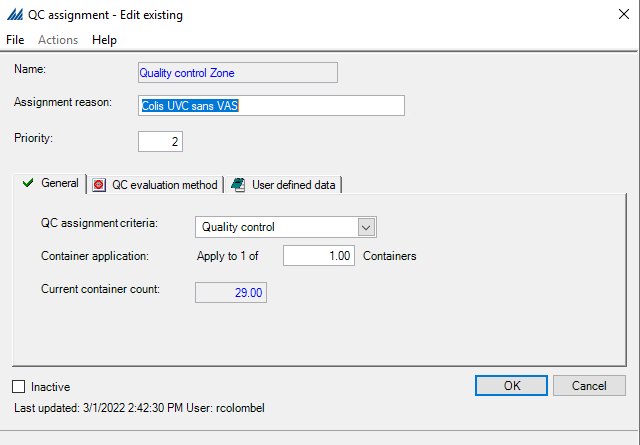 QC assignment - Edit existing
File Actions Help
Name: Quality control Zone
Assignment reason: Colis UVC sans VAS
Priority: 2
General QC evaluation method User defined data
QC assignment criteria: Quality control
Container application: Apply to 1 of 1.00 Containers
Current container count: 29.00
Inactive OK Cancel
Last updated: 3/1/2022 2:42:30 PM User: rcolombel